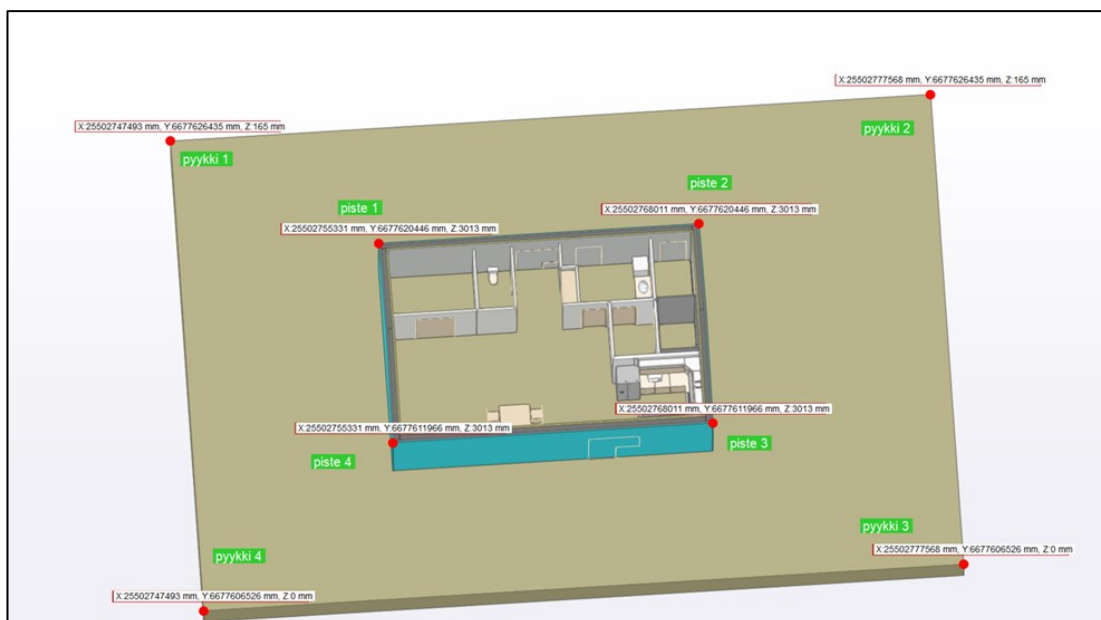 X:25502777568 mm, Y:6677626435 mm, Z:165 mm
pyykki 2
X:25502747493 mm, Y:6677626435 mm, Z:165 mm
pyykki 1
piste 2
X:25502768011 mm, Y:6677620446 mm, Z:3013 mm
piste 1
X:25502755331 mm, Y:6677620446 mm, Z:3013 mm
X:25502768011 mm, Y:6677611966 mm, Z:3013 mm
piste 3
X:25502755331 mm, Y:6677611966 mm, Z:3013 mm
piste 4
pyykki 3
X:25502777568 mm, Y:6677606526 mm, Z:0 mm
pyykki 4
X:25502747493 mm, Y:6677606526 mm, Z:0 mm